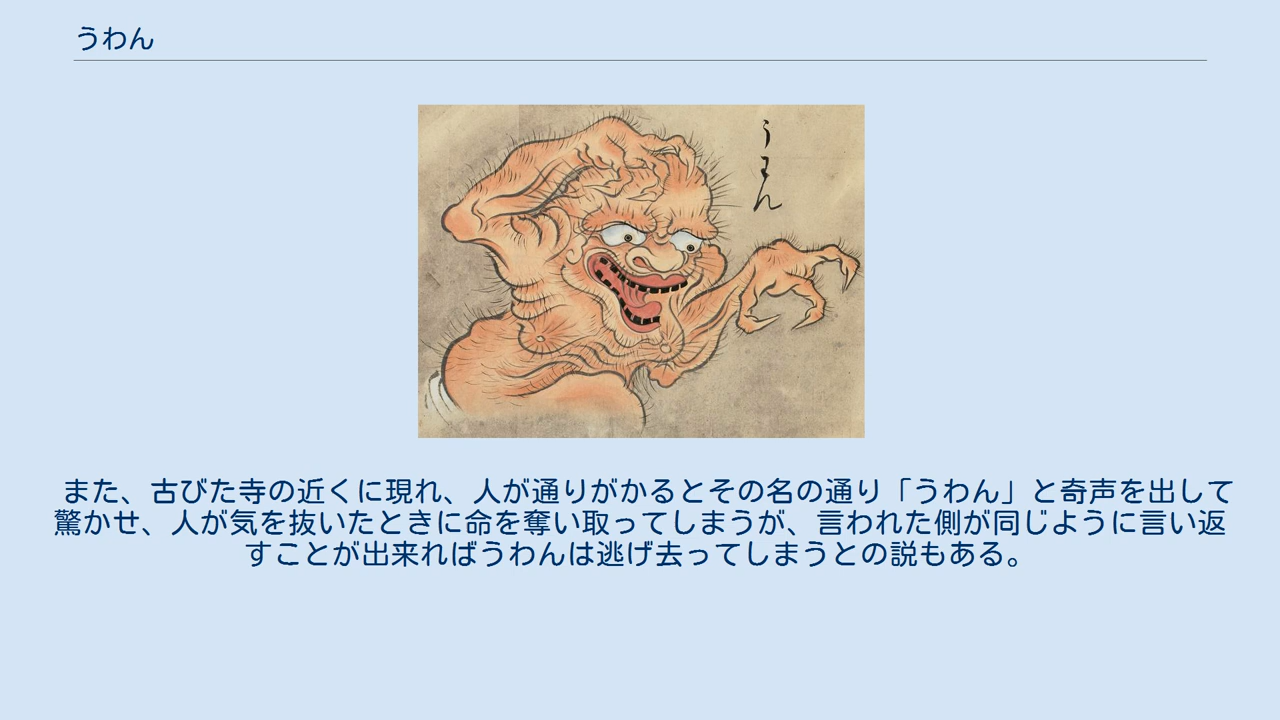 うわん
うわん
また、古びた寺の近くに現れ、人が通りがかるとその名の通り「うわん」と奇声を出して
驚かせ、人が気を抜いたときに命を奪い取ってしまうが、言われた側が同じように言い返
すことが出来ればうわんは逃げ去ってしまうとの説もある。